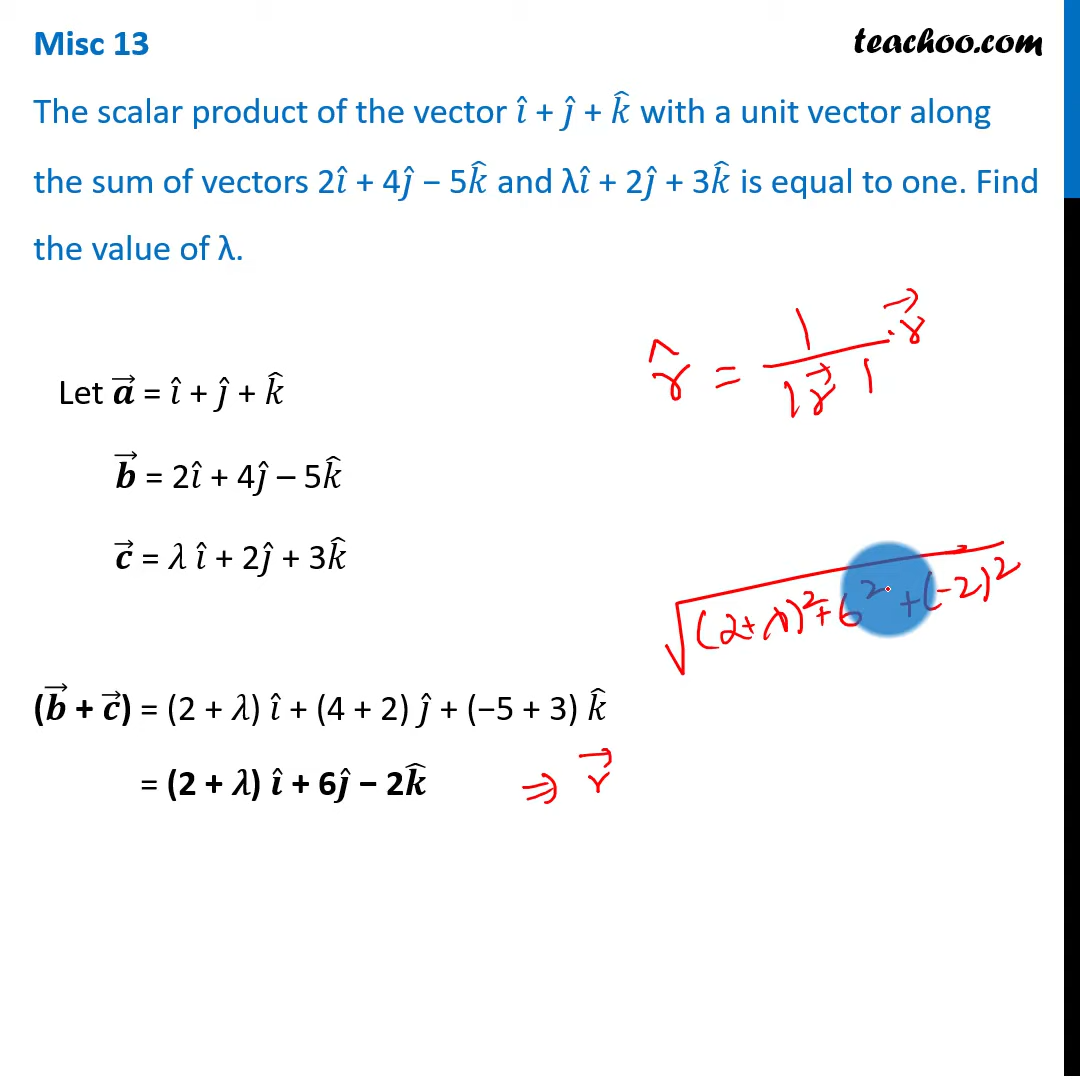 Misc 13
teachoo.com
The scalar product of the vector î + ĵ + k̂ with a unit vector along
the sum of vectors 2î + 4ĵ − 5k̂ and λî + 2ĵ + 3k̂ is equal to one. Find
the value of λ.
r̂ = 1/|r⃗| · r⃗
Let a⃗ = î + ĵ + k̂
b⃗ = 2î + 4ĵ – 5k̂
c⃗ = λ î + 2ĵ + 3k̂
√((2+λ)² + 6² + (-2)²)
(b⃗ + c⃗) = (2 + λ) î + (4 + 2) ĵ + (−5 + 3) k̂
= (2 + λ) î + 6ĵ − 2k̂ ⇒ r⃗